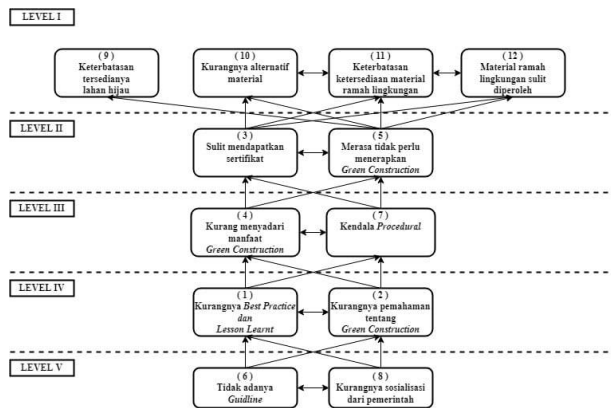 LEVEL I
( 9 )
Keterbatasan
tersedianya
lahan hijau
( 10 )
Kurangnya alternatif
material
( 11 )
Keterbatasan
ketersediaan material
ramah lingkungan
( 12 )
Material ramah
lingkungan sulit
diperoleh
LEVEL II
( 3 )
Sulit mendapatkan
sertifikat
( 5 )
Merasa tidak perlu
menerapkan
Green Construction
LEVEL III
( 4 )
Kurang menyadari
manfaat
Green Construction
( 7 )
Kendala Procedural
LEVEL IV
( 1 )
Kurangnya Best Practice
dan
Lesson Learnt
( 2 )
Kurangnya pemahaman
tentang
Green Construction
LEVEL V
( 6 )
Tidak adanya
Guidline
( 8 )
Kurangnya sosialisasi
dari pemerintah